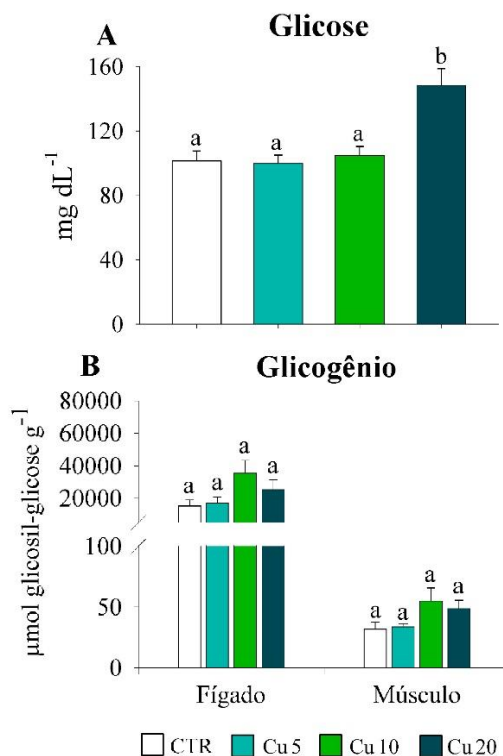 A
Glicose
mg dL⁻¹
160
120
80
40
0
a
a
a
b
B
Glicogênio
µmol glicosil-glicose g⁻¹
80000
60000
40000
20000
100
50
0
a
a
a
a
a
a
a
a
Fígado
Músculo
CTR
Cu 5
Cu 10
Cu 20